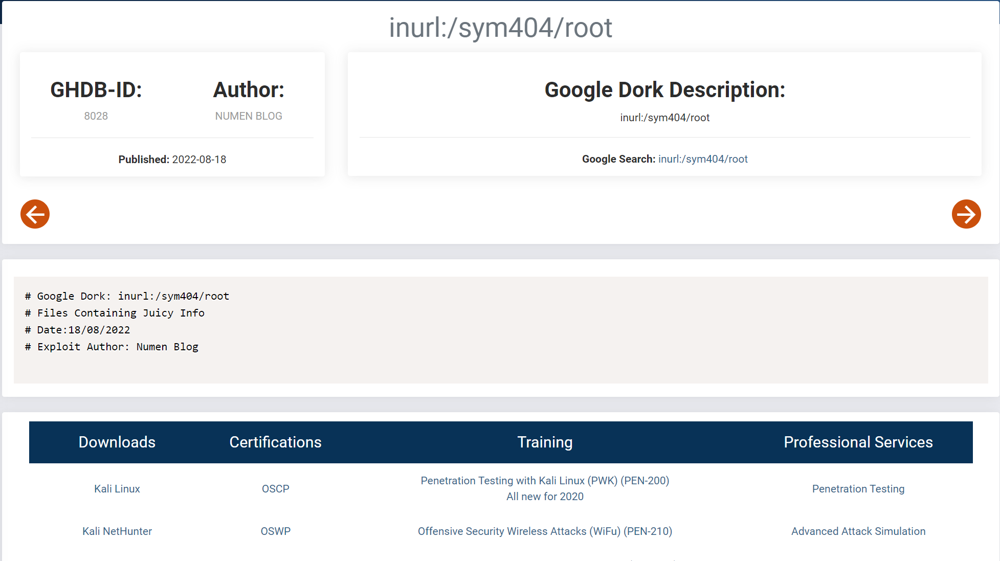 inurl:/sym404/root
GHDB-ID:
8028
Author:
NUMEN BLOG
Published: 2022-08-18
Google Dork Description:
inurl:/sym404/root
Google Search: inurl:/sym404/root
# Google Dork: inurl:/sym404/root
# Files Containing Juicy Info
# Date:18/08/2022
# Exploit Author: Numen Blog
Downloads Certifications Training Professional Services
Kali Linux OSCP Penetration Testing with Kali Linux (PWK) (PEN-200) Penetration Testing
All new for 2020
Kali NetHunter OSWP Offensive Security Wireless Attacks (WiFu) (PEN-210) Advanced Attack Simulation